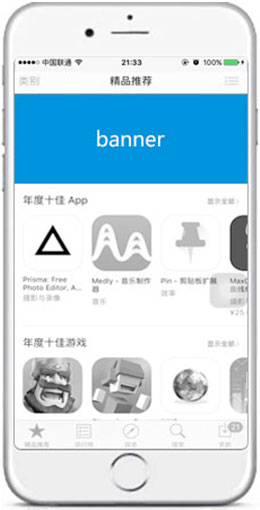 中国联通 21:33 100%
类别 精品推荐
banner
年度十佳 App 显示全部
Prisma: Free
Photo Editor, A...
摄影与录像
Medly - 音乐制作
器
音乐
Pin - 剪贴板扩展
效率
摄影
¥25.
年度十佳游戏 显示全部
精品推荐 排行榜 探索 搜索 更新
21